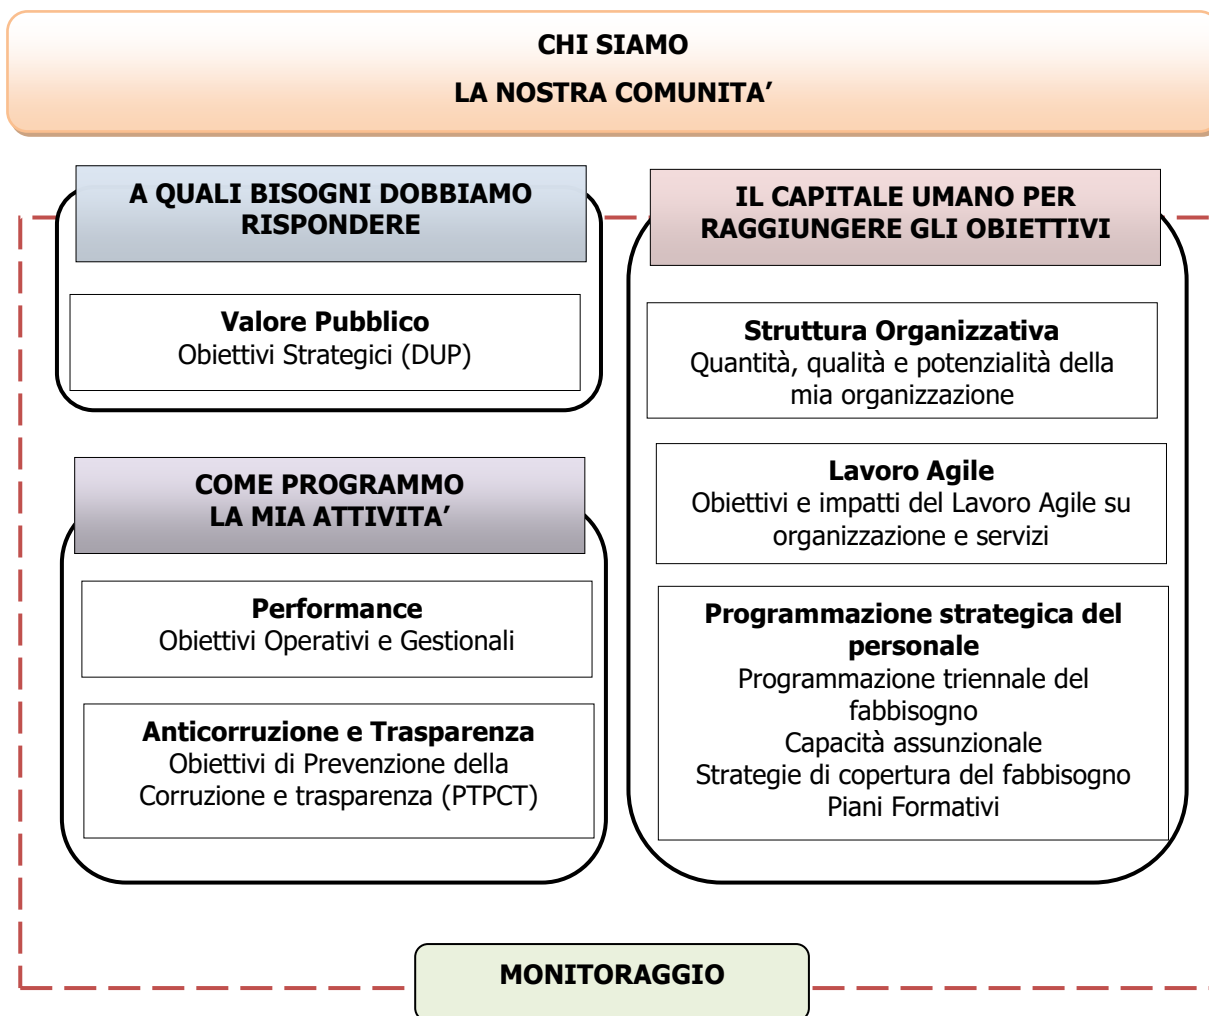 CHI SIAMO
LA NOSTRA COMUNITA’
A QUALI BISOGNI DOBBIAMO
RISPONDERE
Valore Pubblico
Obiettivi Strategici (DUP)
COME PROGRAMMO
LA MIA ATTIVITA’
Performance
Obiettivi Operativi e Gestionali
Anticorruzione e Trasparenza
Obiettivi di Prevenzione della
Corruzione e trasparenza (PTPCT)
IL CAPITALE UMANO PER
RAGGIUNGERE GLI OBIETTIVI
Struttura Organizzativa
Quantità, qualità e potenzialità della
mia organizzazione
Lavoro Agile
Obiettivi e impatti del Lavoro Agile su
organizzazione e servizi
Programmazione strategica del
personale
Programmazione triennale del
fabbisogno
Capacità assunzionale
Strategie di copertura del fabbisogno
Piani Formativi
MONITORAGGIO